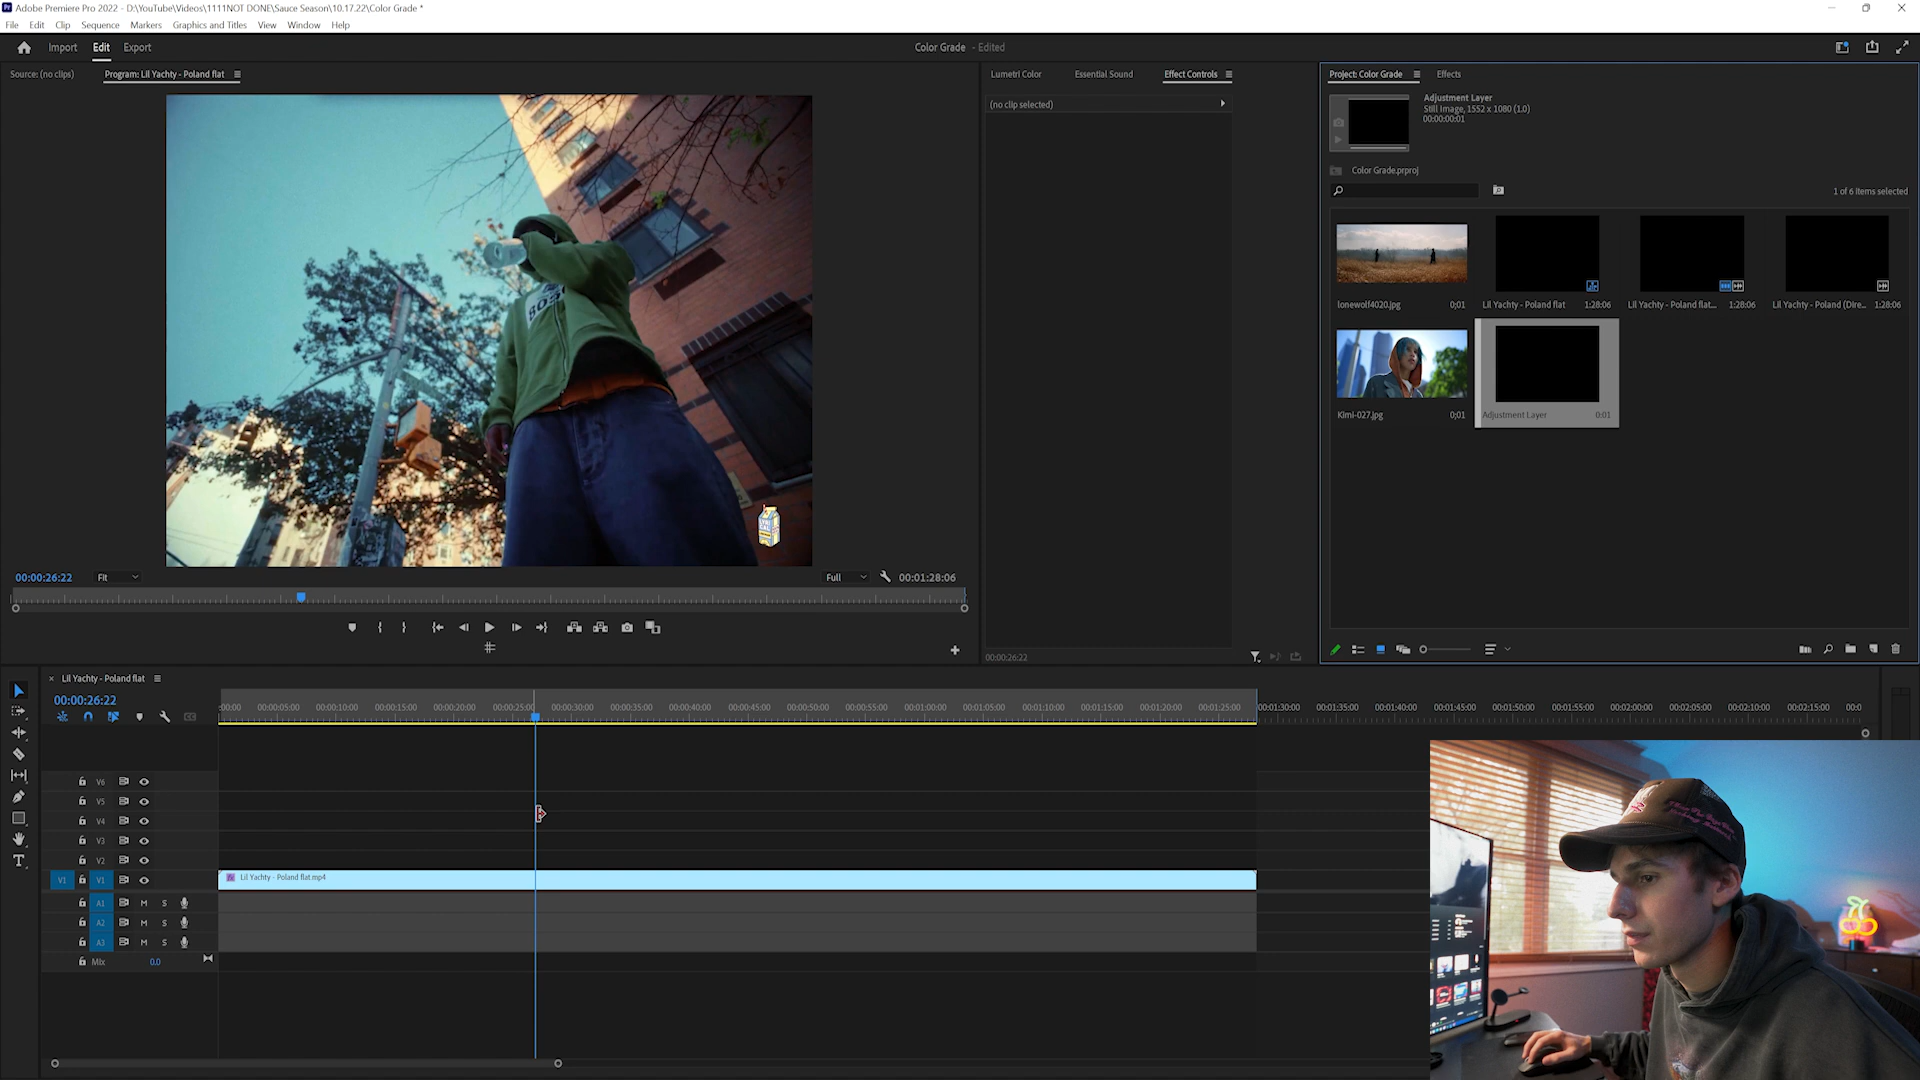 Adobe Premiere Pro 2022 - D:\YouTube\Videos\1111NOT DONE\Sauce Season\10.17.22\Color Grade *
File Edit Clip Sequence Markers Graphics and Titles View Window Help
Import Edit Export
Color Grade - Edited
Source: (no clips)
Program: Lil Yachty - Poland flat
Lumetri Color Essential Sound Effect Controls
(no clip selected)
Project: Color Grade Effects
Adjustment Layer
Still Image, 1552 x 1080 (1.0)
00:00:00:01
Color Grade.prproj
1 of 6 items selected
lonewolf4020.jpg 0;01
Lil Yachty - Poland flat 1:28:06
Lil Yachty - Poland flat... 1:28:06
Lil Yachty - Poland (Dire... 1:28:06
Kimi-027.jpg 0;01
Adjustment Layer 0:01
LYRI
CAL
00:00:26:22 Fit Full 00:01:28:06
00:00:26:22
Lil Yachty - Poland flat
00:00:26:22
:00:00 00:00:05:00 00:00:10:00 00:00:15:00 00:00:20:00 00:00:25:00 00:00:30:00 00:00:35:00 00:00:40:00 00:00:45:00 00:00:50:00 00:00:55:00 00:01:00:00 00:01:05:00 00:01:10:00 00:01:15:00 00:01:20:00 00:01:25:00 00:01:30:00 00:01:35:00 00:01:40:00 00:01:45:00 00:01:50:00 00:01:55:00 00:02:00:00 00:02:05:00 00:02:10:00 00:02:15:00 00:0
V6
V5
V4
V3
V2
V1 V1
Lil Yachty - Poland flat.mp4
A1 M S
A2 M S
A3 M S
Mix 0.0